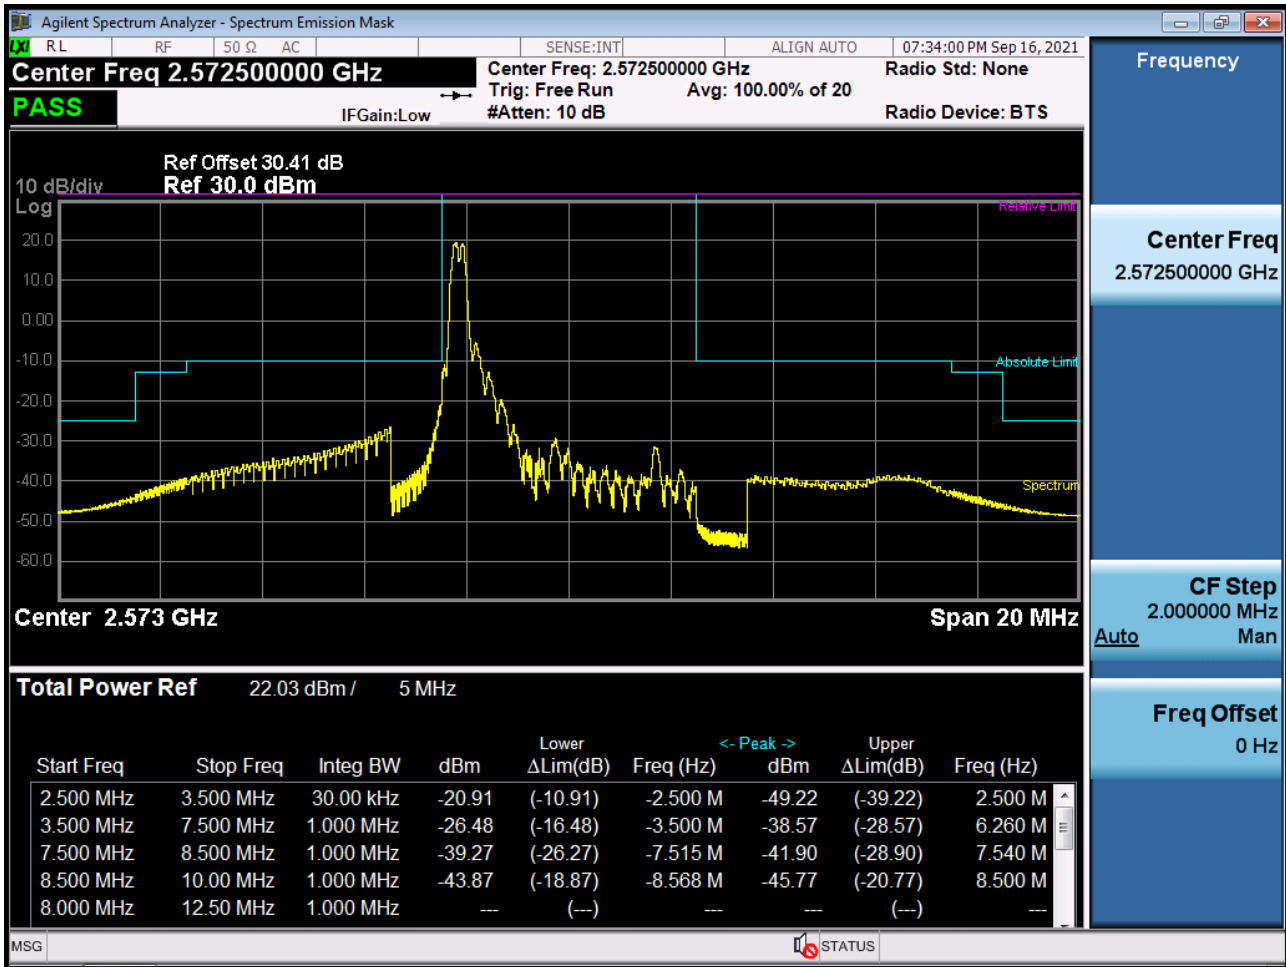 Agilent Spectrum Analyzer - Spectrum Emission Mask
LXI RL RF 50 Ω AC SENSE:INT ALIGN AUTO 07:34:00 PM Sep 16, 2021
Center Freq 2.572500000 GHz
Center Freq: 2.572500000 GHz
Radio Std: None
Trig: Free Run Avg: 100.00% of 20
PASS
IFGain:Low
#Atten: 10 dB
Radio Device: BTS
Ref Offset 30.41 dB
10 dB/div Ref 30.0 dBm
Log
Relative Limit
20.0
10.0
0.00
-10.0
Absolute Limit
-20.0
-30.0
-40.0
Spectrum
-50.0
-60.0
Center 2.573 GHz Span 20 MHz
Total Power Ref 22.03 dBm / 5 MHz
Lower <- Peak -> Upper
Start Freq Stop Freq Integ BW dBm ΔLim(dB) Freq (Hz) dBm ΔLim(dB) Freq (Hz)
2.500 MHz 3.500 MHz 30.00 kHz -20.91 (-10.91) -2.500 M -49.22 (-39.22) 2.500 M
3.500 MHz 7.500 MHz 1.000 MHz -26.48 (-16.48) -3.500 M -38.57 (-28.57) 6.260 M
7.500 MHz 8.500 MHz 1.000 MHz -39.27 (-26.27) -7.515 M -41.90 (-28.90) 7.540 M
8.500 MHz 10.00 MHz 1.000 MHz -43.87 (-18.87) -8.568 M -45.77 (-20.77) 8.500 M
8.000 MHz 12.50 MHz 1.000 MHz --- (---) --- --- (---) ---
MSG STATUS
Frequency
Center Freq
2.572500000 GHz
CF Step
2.000000 MHz
Auto Man
Freq Offset
0 Hz